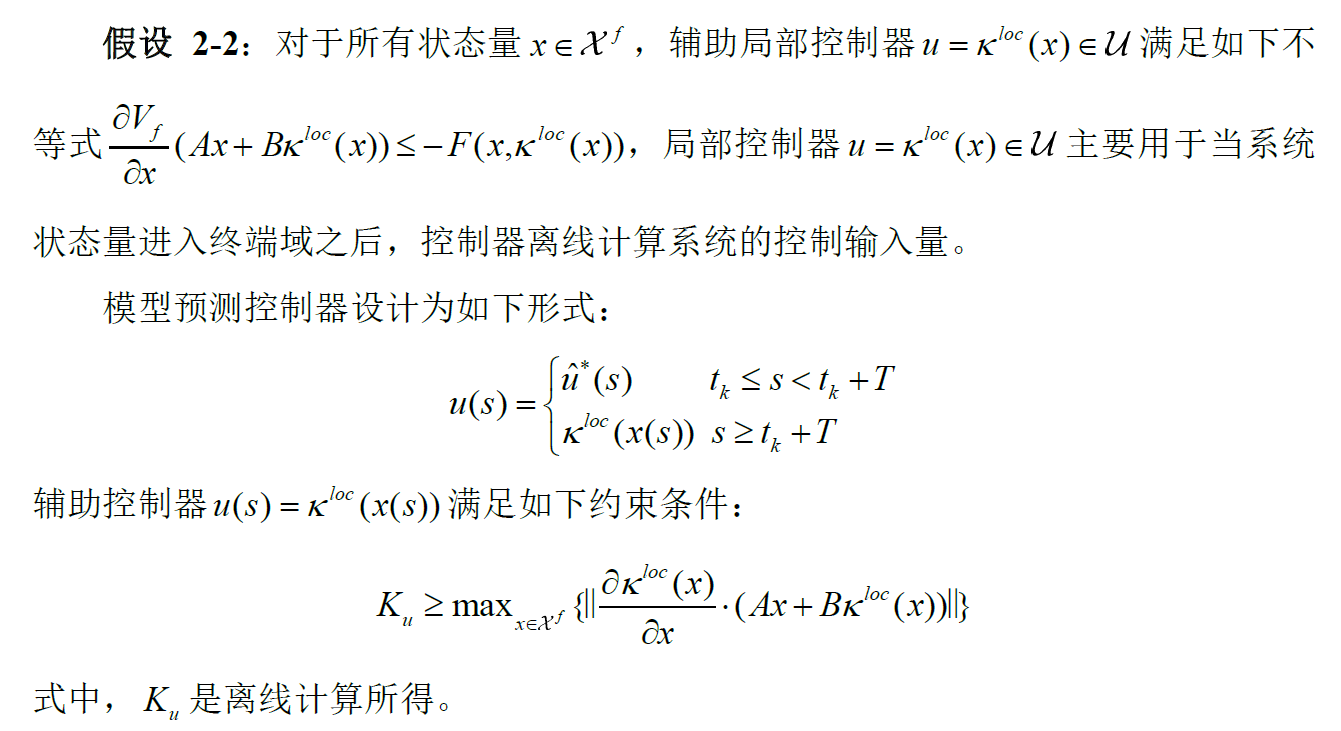 假设 2-2：对于所有状态量 $x \in \mathcal{X}^f$，辅助局部控制器 $u = \kappa^{loc}(x) \in \mathcal{U}$ 满足如下不
等式 $\frac{\partial V_f}{\partial x}(Ax + B\kappa^{loc}(x)) \leq -F(x, \kappa^{loc}(x))$，局部控制器 $u = \kappa^{loc}(x) \in \mathcal{U}$ 主要用于当系统
状态量进入终端域之后，控制器离线计算系统的控制输入量。
模型预测控制器设计为如下形式：
$u(s) = \begin{cases} \hat{u}^*(s) & t_k \leq s < t_k + T \\ \kappa^{loc}(x(s)) & s \geq t_k + T \end{cases}$
辅助控制器 $u(s) = \kappa^{loc}(x(s))$ 满足如下约束条件：
$K_u \geq \max_{x \in \mathcal{X}^f} \{ \| \frac{\partial \kappa^{loc}(x)}{\partial x} \cdot (Ax + B\kappa^{loc}(x)) \| \}$
式中，$K_u$ 是离线计算所得。